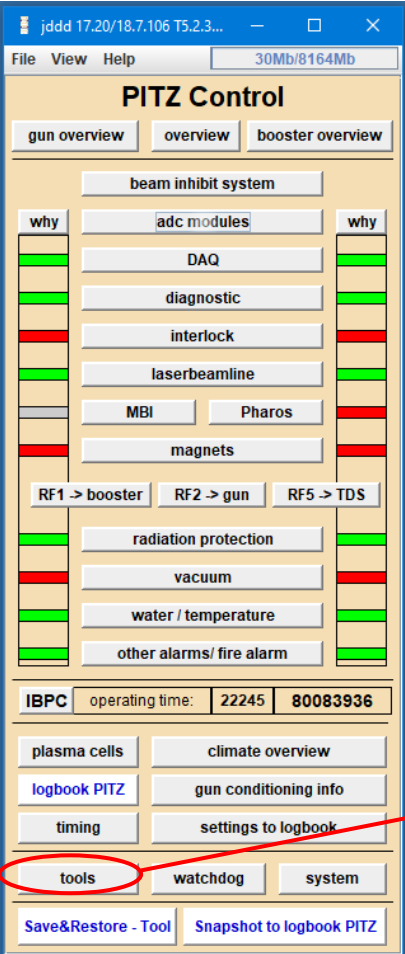 jddd 17.20/18.7.106 T5.2.3...
File View Help 30Mb/8164Mb
PITZ Control
gun overview overview booster overview
beam inhibit system
why adc modules why
DAQ
diagnostic
interlock
laserbeamline
MBI Pharos
magnets
RF1 -> booster RF2 -> gun RF5 -> TDS
radiation protection
vacuum
water / temperature
other alarms/ fire alarm
IBPC operating time: 22245 80083936
plasma cells climate overview
logbook PITZ gun conditioning info
timing settings to logbook
tools watchdog system
Save&Restore - Tool Snapshot to logbook PITZ